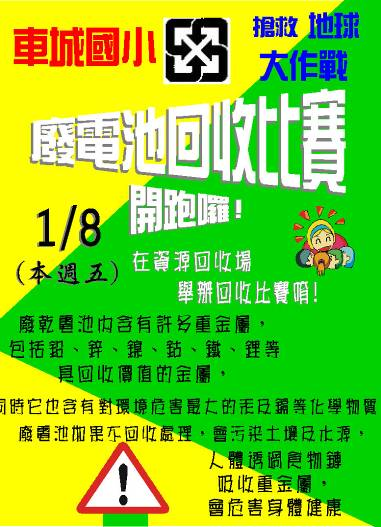 車城國小
搶救 地球
大作戰
廢電池回收比賽
開跑囉!
1/8
(本週五)
在資源回收場
舉辦回收比賽唷!
廢乾電池內含有許多重金屬，
包括鉛、鋅、鎳、鈷、鐵、鋰等
具回收價值的金屬，
同時它也含有對環境危害最大的汞及鎘等化學物質
廢電池如果不回收處理，會污染土壤及水源，
人體透過食物鏈
吸收重金屬，
會危害身體健康
!